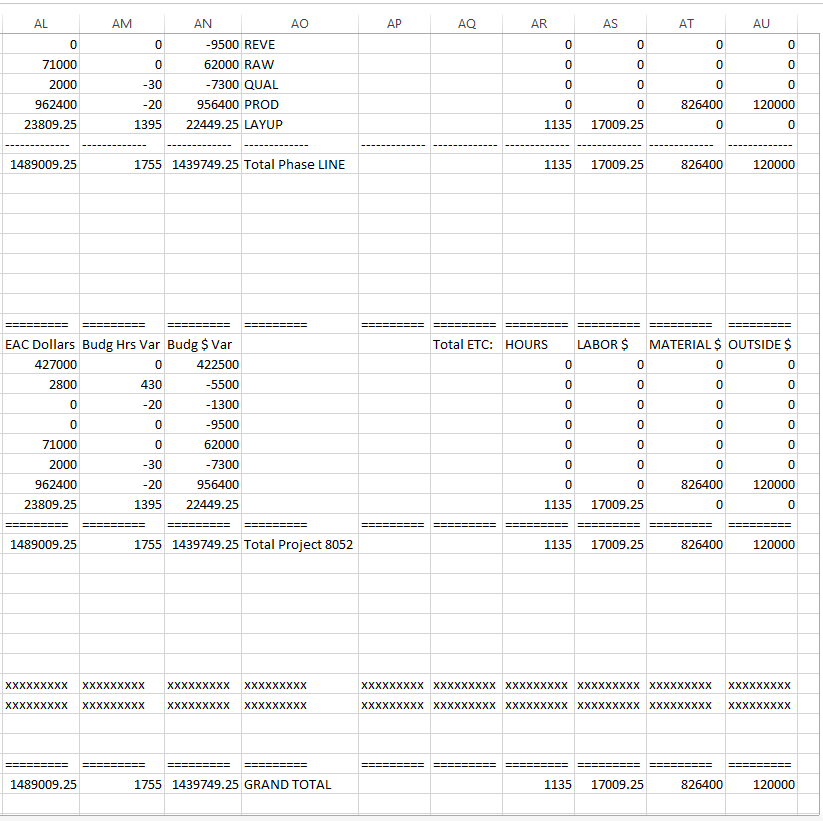 AL AM AN AO AP AQ AR AS AT AU
0 0 -9500 REVE 0 0 0 0
71000 0 62000 RAW 0 0 0 0
2000 -30 -7300 QUAL 0 0 0 0
962400 -20 956400 PROD 0 0 826400 120000
23809.25 1395 22449.25 LAYUP 1135 17009.25 0 0
------------- ------------- ------------- ------------- ------------- ------------- ------------- ------------- ------------- -------------
1489009.25 1755 1439749.25 Total Phase LINE 1135 17009.25 826400 120000
========= ========= ========= ========= ========= ========= ========= ========= ========= =========
EAC Dollars Budg Hrs Var Budg $ Var Total ETC: HOURS LABOR $ MATERIAL $ OUTSIDE $
427000 0 422500 0 0 0 0
2800 430 -5500 0 0 0 0
0 -20 -1300 0 0 0 0
0 0 -9500 0 0 0 0
71000 0 62000 0 0 0 0
2000 -30 -7300 0 0 0 0
962400 -20 956400 0 0 826400 120000
23809.25 1395 22449.25 1135 17009.25 0 0
========= ========= ========= ========= ========= ========= ========= ========= ========= =========
1489009.25 1755 1439749.25 Total Project 8052 1135 17009.25 826400 120000
xxxxxxxxx xxxxxxxxx xxxxxxxxx xxxxxxxxx xxxxxxxxx xxxxxxxxx xxxxxxxxx xxxxxxxxx xxxxxxxxx xxxxxxxxx
xxxxxxxxx xxxxxxxxx xxxxxxxxx xxxxxxxxx xxxxxxxxx xxxxxxxxx xxxxxxxxx xxxxxxxxx xxxxxxxxx xxxxxxxxx
========= ========= ========= ========= ========= ========= ========= ========= ========= =========
1489009.25 1755 1439749.25 GRAND TOTAL 1135 17009.25 826400 120000